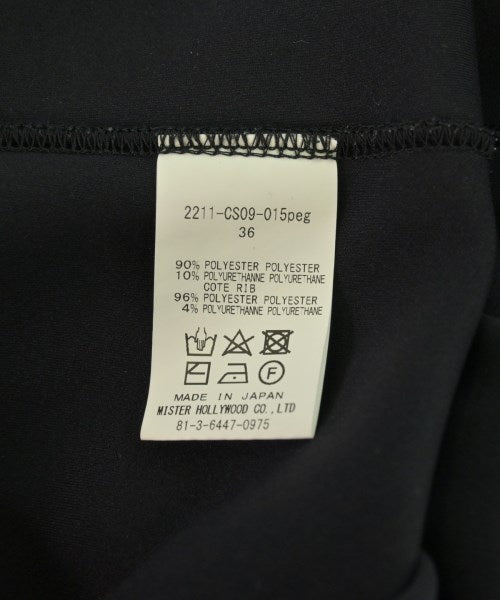 2211-CS09-015peg
36
90% POLYESTER POLYESTER
10% POLYURETHANNE POLYURETHANE
COTE RIB
96% POLYESTER POLYESTER
4% POLYURETHANNE POLYURETHANE
F
MADE IN JAPAN
MISTER HOLLYWOOD CO., LTD
81-3-6447-0975